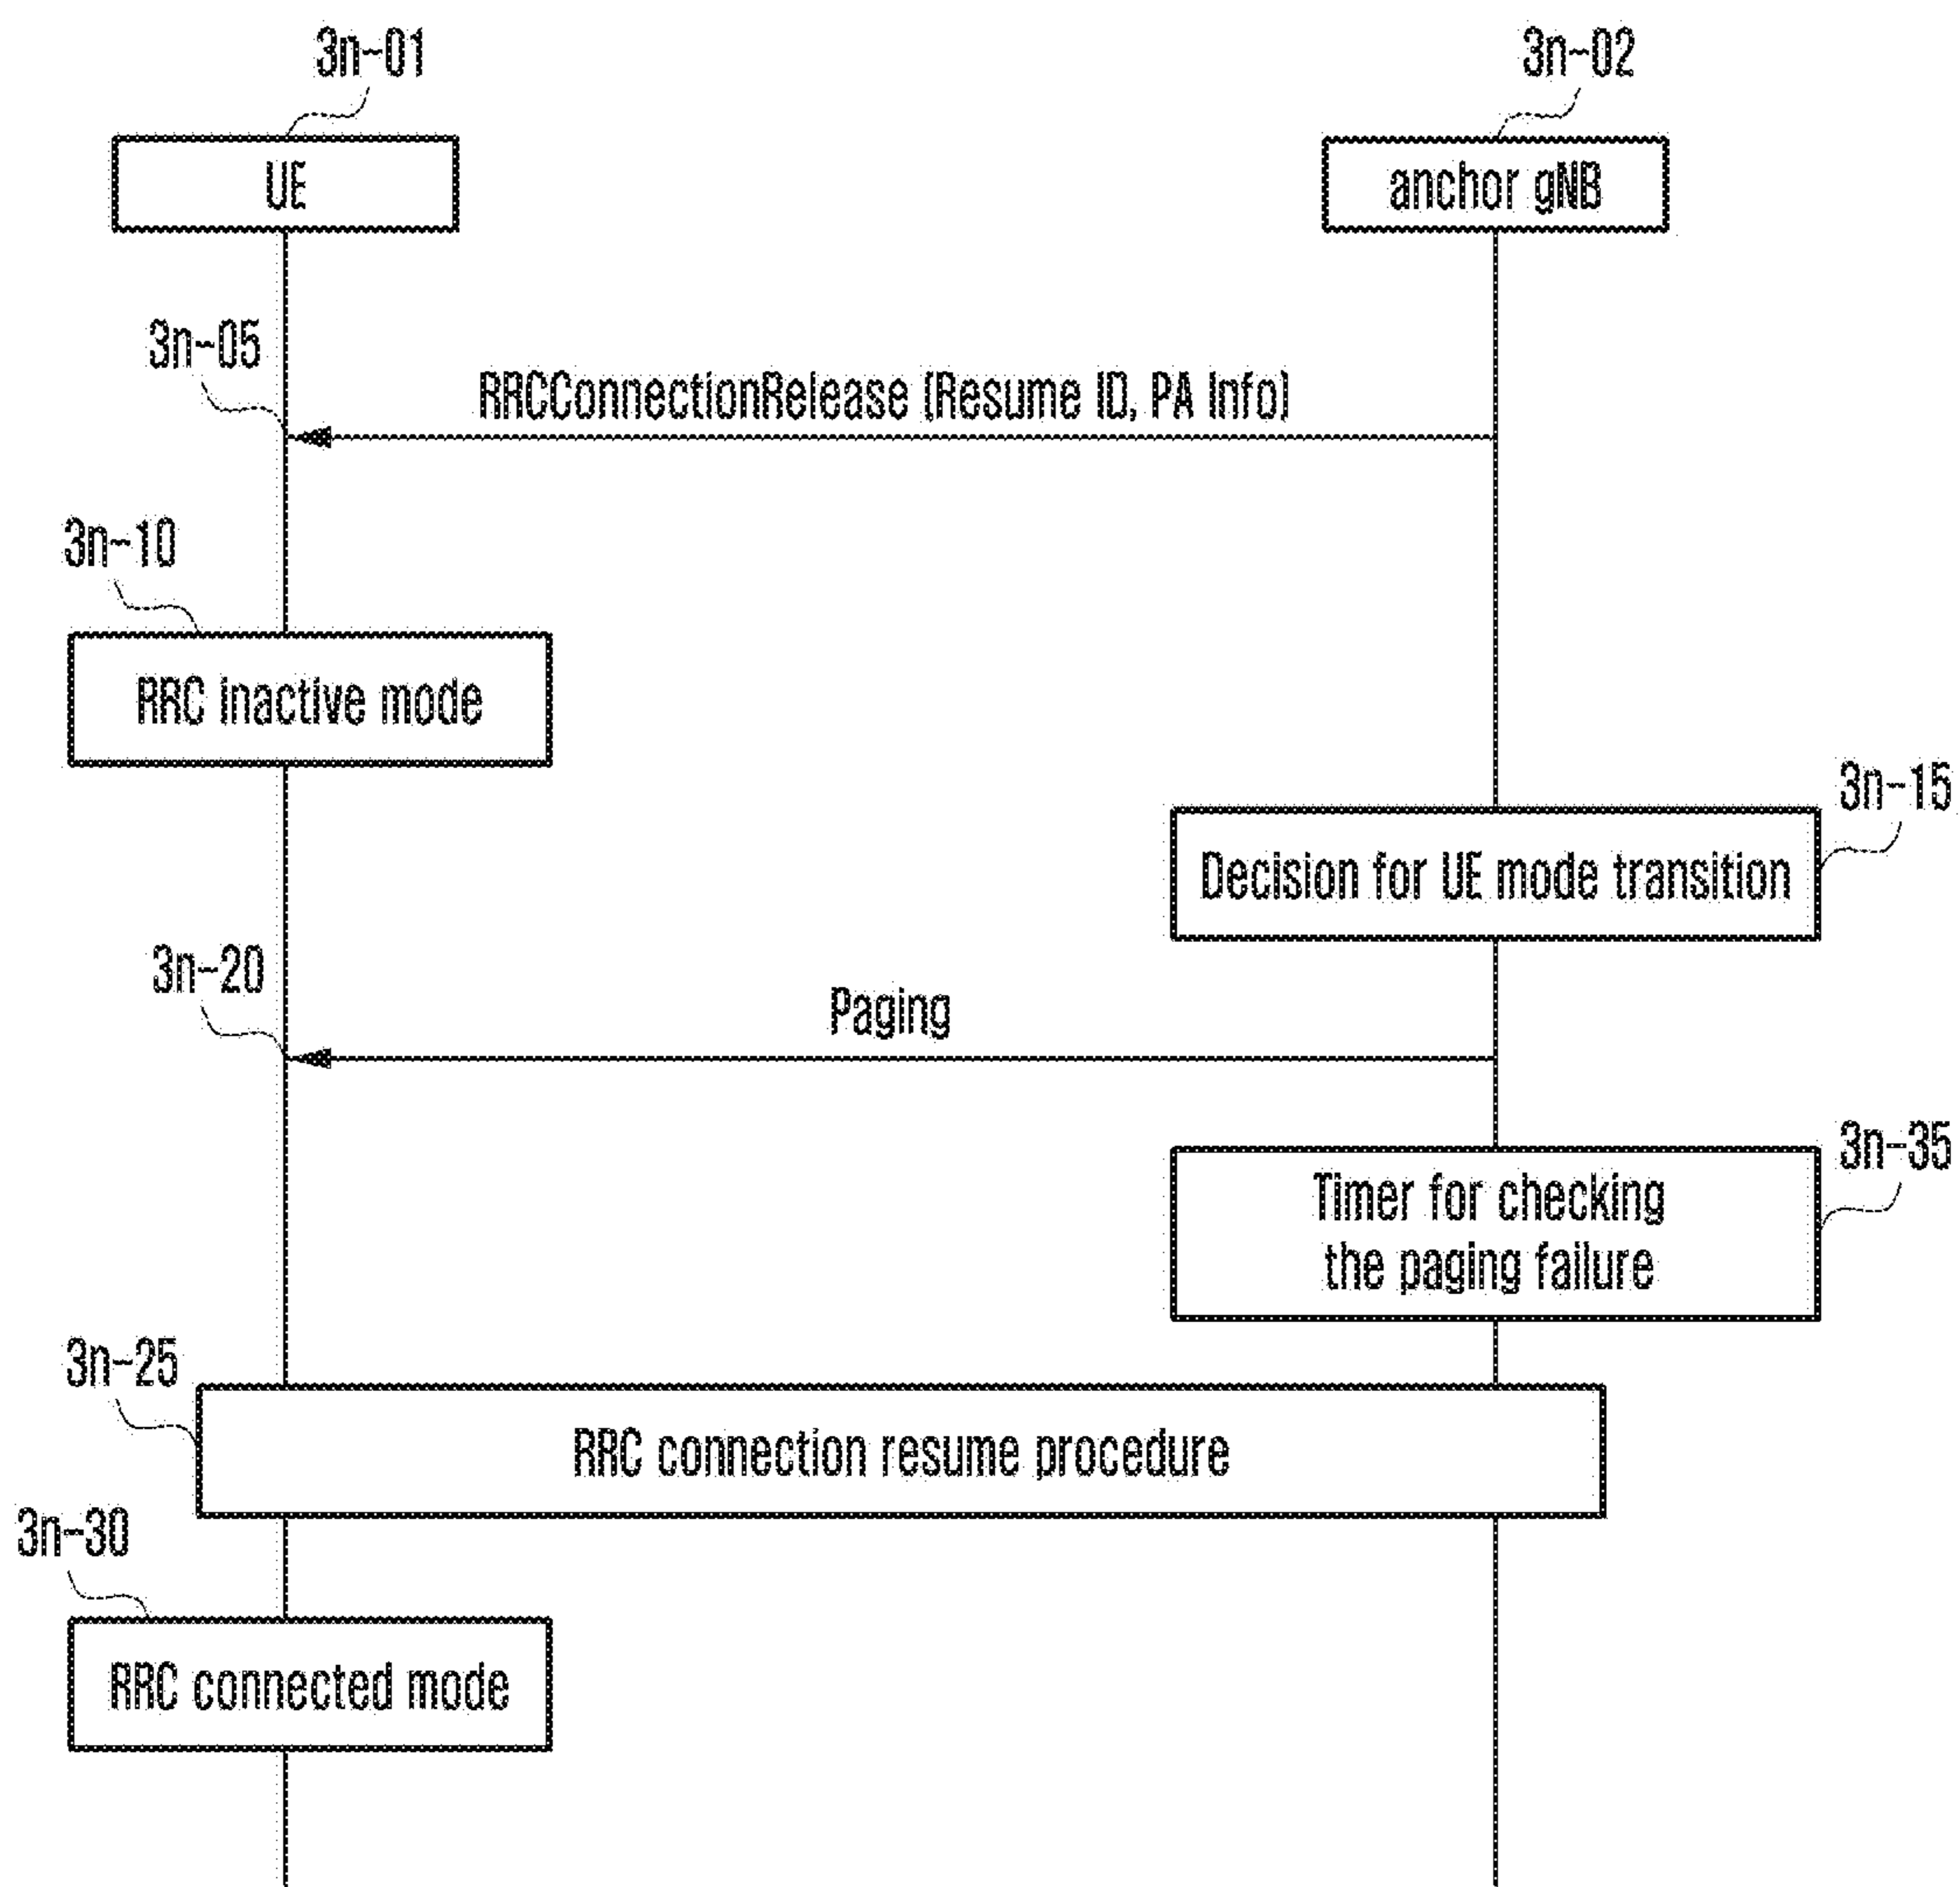 3n-01
3n-02
UE
anchor gNB
3n-05
RRCConnectionRelease (Resume ID, PA Info)
3n-10
RRC inactive mode
3n-15
Decision for UE mode transition
3n-20
Paging
3n-35
Timer for checking
the paging failure
3n-25
RRC connection resume procedure
3n-30
RRC connected mode